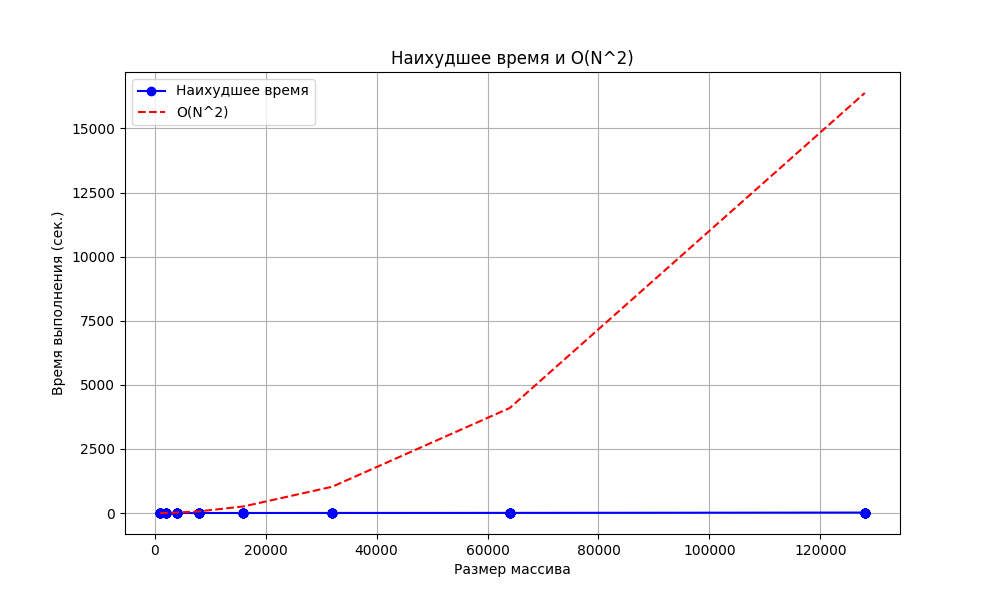 Наихудшее время и O(N^2)
Наихудшее время
O(N^2)
Время выполнения (сек.)
15000
12500
10000
7500
5000
2500
0
0 20000 40000 60000 80000 100000 120000
Размер массива